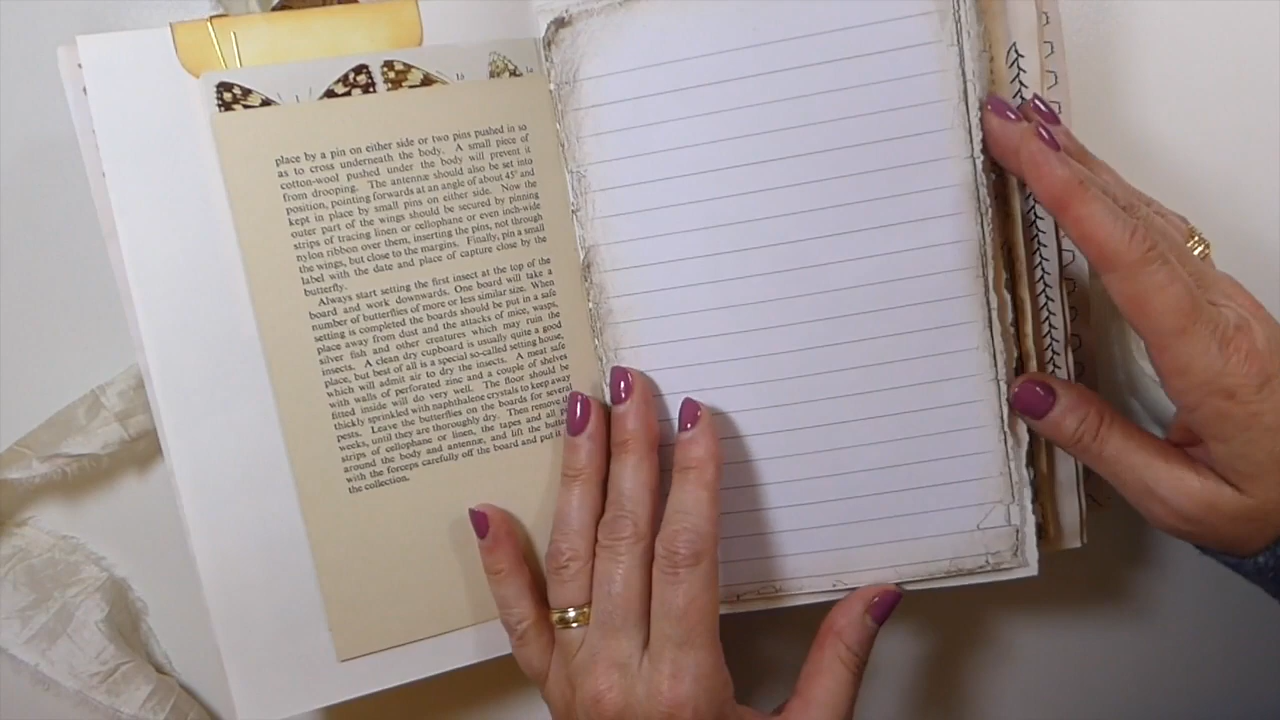 place by a pin on either side or two pins pushed in so
as to cross underneath the body. A small piece of
cotton-wool pushed under the body will prevent it
from drooping. The antennæ should also be set into
position, pointing forwards at an angle of about 45° and
kept in place by small pins on either side. Now the
outer part of the wings should be secured by pinning
strips of tracing linen or cellophane or even inch-wide
nylon ribbon over them, inserting the pins, not through
the wings, but close to the margins. Finally, pin a small
label with the date and place of capture close by the
butterfly.
Always start setting the first insect at the top of the
board and work downwards. One board will take a
number of butterflies of more or less similar size. When
setting is completed the boards should be put in a safe
place away from dust and the attacks of mice, wasps,
silver fish and other creatures which may ruin the
insects. A clean dry cupboard is usually quite a good
place, but best of all is a special so-called setting house,
which will admit air to dry the insects. A meat safe
with walls of perforated zinc and a couple of shelves
fitted inside will do very well. The floor should be
thickly sprinkled with naphthalene crystals to keep away
pests. Leave the butterflies on the boards for several
weeks, until they are thoroughly dry. Then remove
strips of cellophane or linen, the tapes and all
around the body and antennæ, and lift the
with the forceps carefully off the board and put it
the collection.